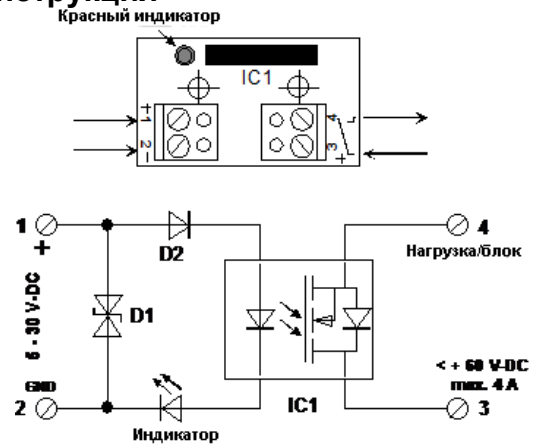 Красный индикатор
IC1
+1
2-
4
3
+
1
+
D2
4
Нагрузка/блок
6 - 30 V-DC
D1
< + 60 V-DC
max. 4 A
GND
2
IC1
3
Индикатор